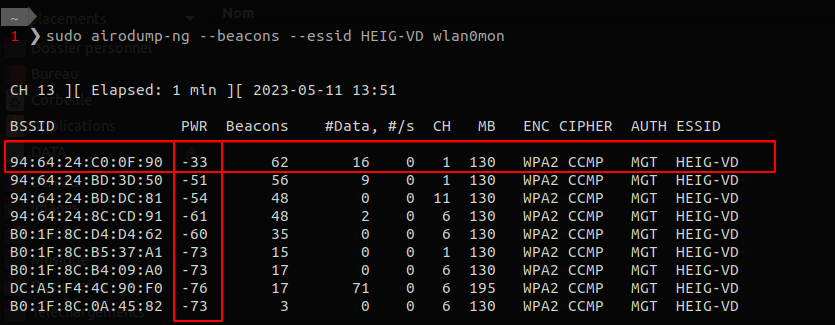 ~ placements Nom
1 ❯ sudo airodump-ng --beacons --essid HEIG-VD wlan0mon
Dossier personnel
Bureau
CH 13 ][ Elapsed: 1 min ][ 2023-05-11 13:51
Corbeille
BSSID PWR Beacons #Data, #/s CH MB ENC CIPHER AUTH ESSID
DATA
94:64:24:C0:0F:90 -33 62 16 0 1 130 WPA2 CCMP MGT HEIG-VD
94:64:24:BD:3D:50 -51 56 9 0 1 130 WPA2 CCMP MGT HEIG-VD
94:64:24:BD:DC:81 -54 48 0 0 11 130 WPA2 CCMP MGT HEIG-VD
94:64:24:8C:CD:91 -61 48 2 0 6 130 WPA2 CCMP MGT HEIG-VD
B0:1F:8C:D4:D4:62 -60 35 0 0 6 130 WPA2 CCMP MGT HEIG-VD
B0:1F:8C:B5:37:A1 -73 15 0 0 1 130 WPA2 CCMP MGT HEIG-VD
B0:1F:8C:B4:09:A0 -73 17 0 0 6 130 WPA2 CCMP MGT HEIG-VD
DC:A5:F4:4C:90:F0 -76 17 71 0 6 195 WPA2 CCMP MGT HEIG-VD
B0:1F:8C:0A:45:82 -73 3 0 0 6 130 WPA2 CCMP MGT HEIG-VD
Téléchargements